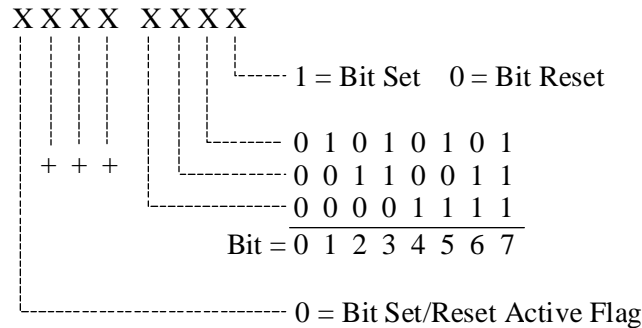 X X X X X X X X
1 = Bit Set 0 = Bit Reset
0 1 0 1 0 1 0 1
+ + +
0 0 1 1 0 0 1 1
0 0 0 0 1 1 1 1
Bit = 0 1 2 3 4 5 6 7
0 = Bit Set/Reset Active Flag